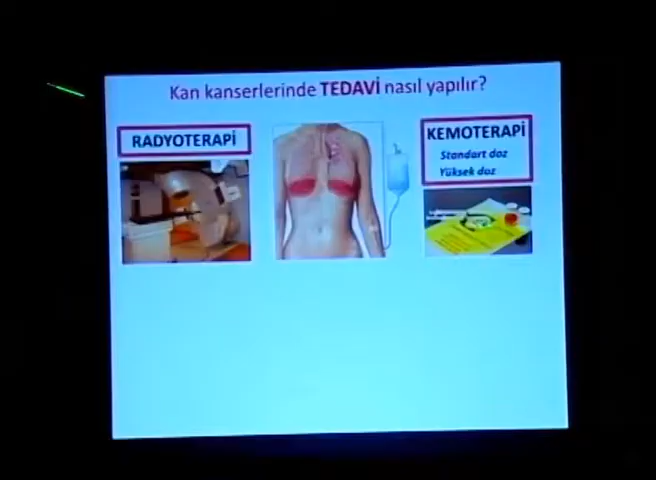 Kan kanserlerinde TEDAVİ nasıl yapılır?
RADYOTERAPİ
KEMOTERAPİ
Standart doz
Yüksek doz